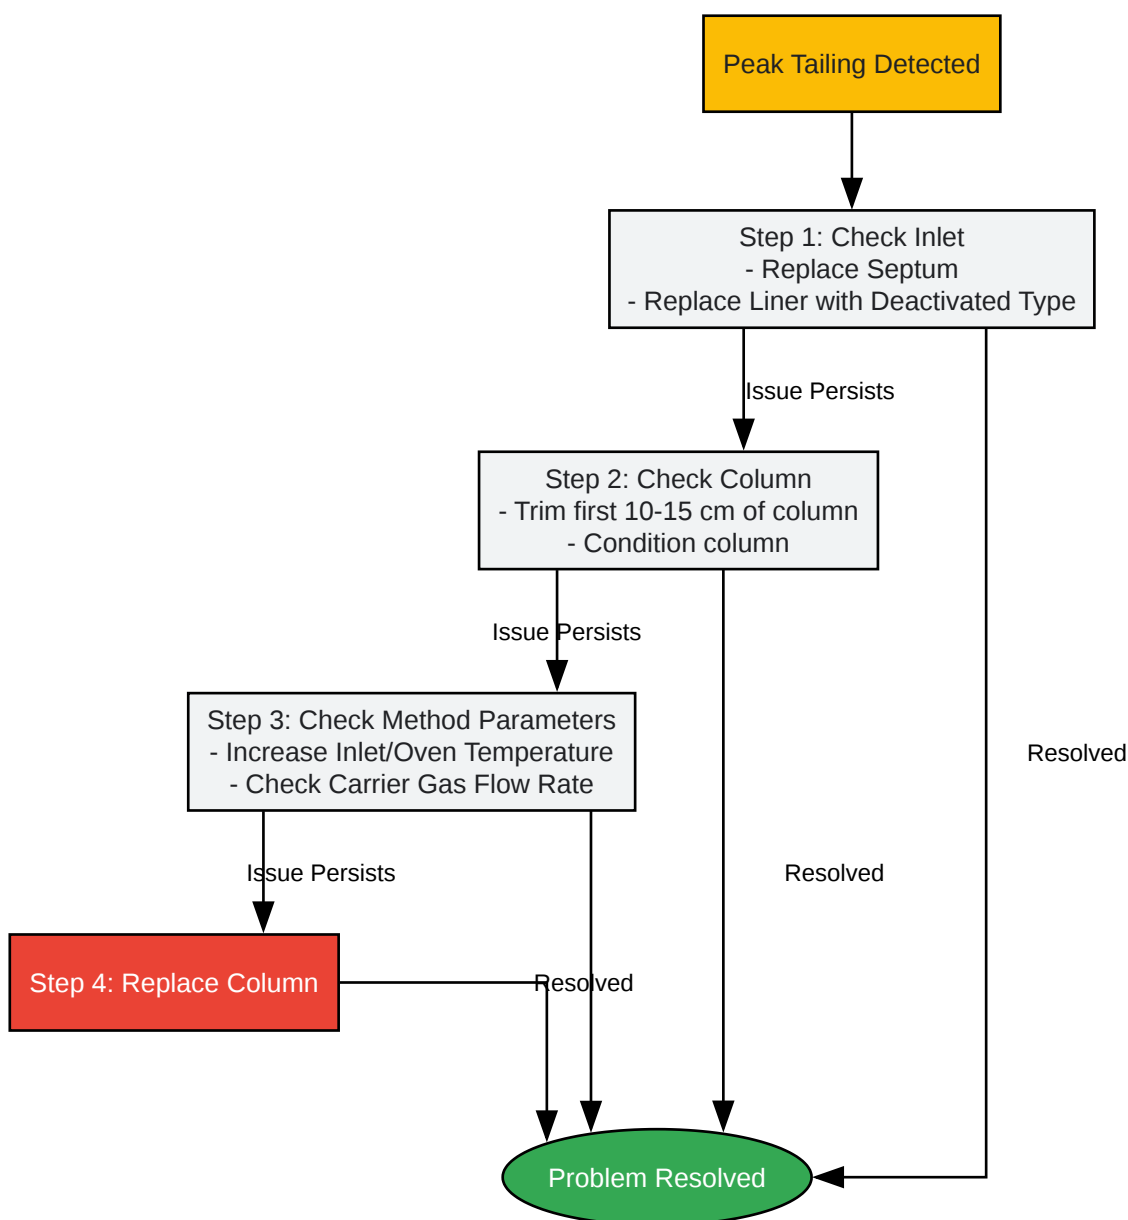 Peak Tailing Detected
Step 1: Check Inlet
- Replace Septum
- Replace Liner with Deactivated Type
Issue Persists
Step 2: Check Column
- Trim first 10-15 cm of column
- Condition column
Issue Persists
Step 3: Check Method Parameters
- Increase Inlet/Oven Temperature
- Check Carrier Gas Flow Rate
Resolved
Issue Persists
Resolved
Step 4: Replace Column
Resolved
Problem Resolved